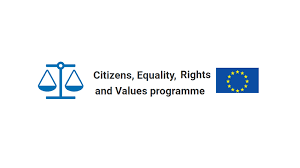 Citizens, Equality, Rights
and Values programme